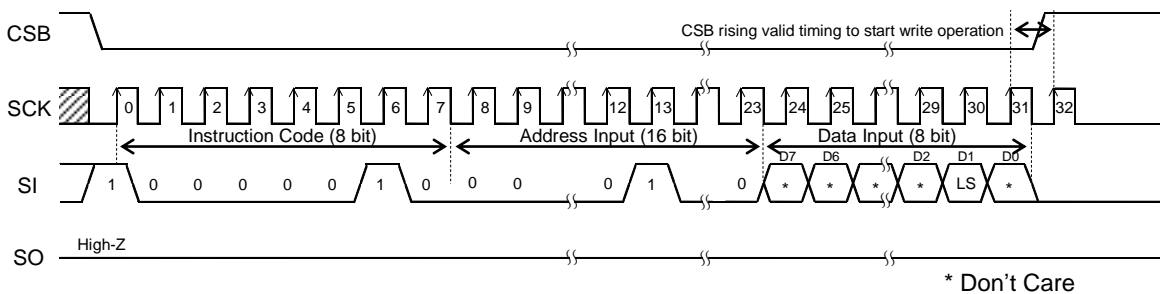 CSB
CSB rising valid timing to start write operation
SCK
0 1 2 3 4 5 6 7 8 9 12 13 23 24 25 29 30 31 32
Instruction Code (8 bit) Address Input (16 bit) Data Input (8 bit)
D7 D6 D2 D1 D0
SI 1 0 0 0 0 0 1 0 0 0 0 1 0 * * * * LS *
High-Z
SO
* Don't Care